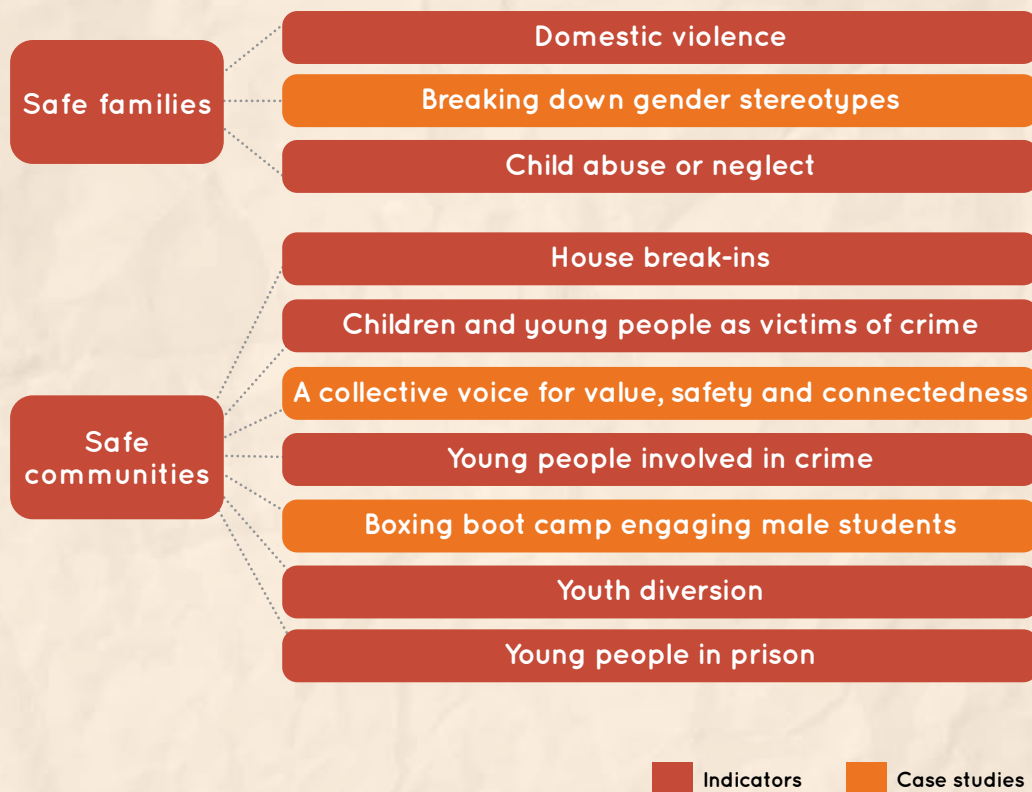 Safe families
Domestic violence
Breaking down gender stereotypes
Child abuse or neglect
Safe
communities
House break-ins
Children and young people as victims of crime
A collective voice for value, safety and connectedness
Young people involved in crime
Boxing boot camp engaging male students
Youth diversion
Young people in prison
Indicators
Case studies